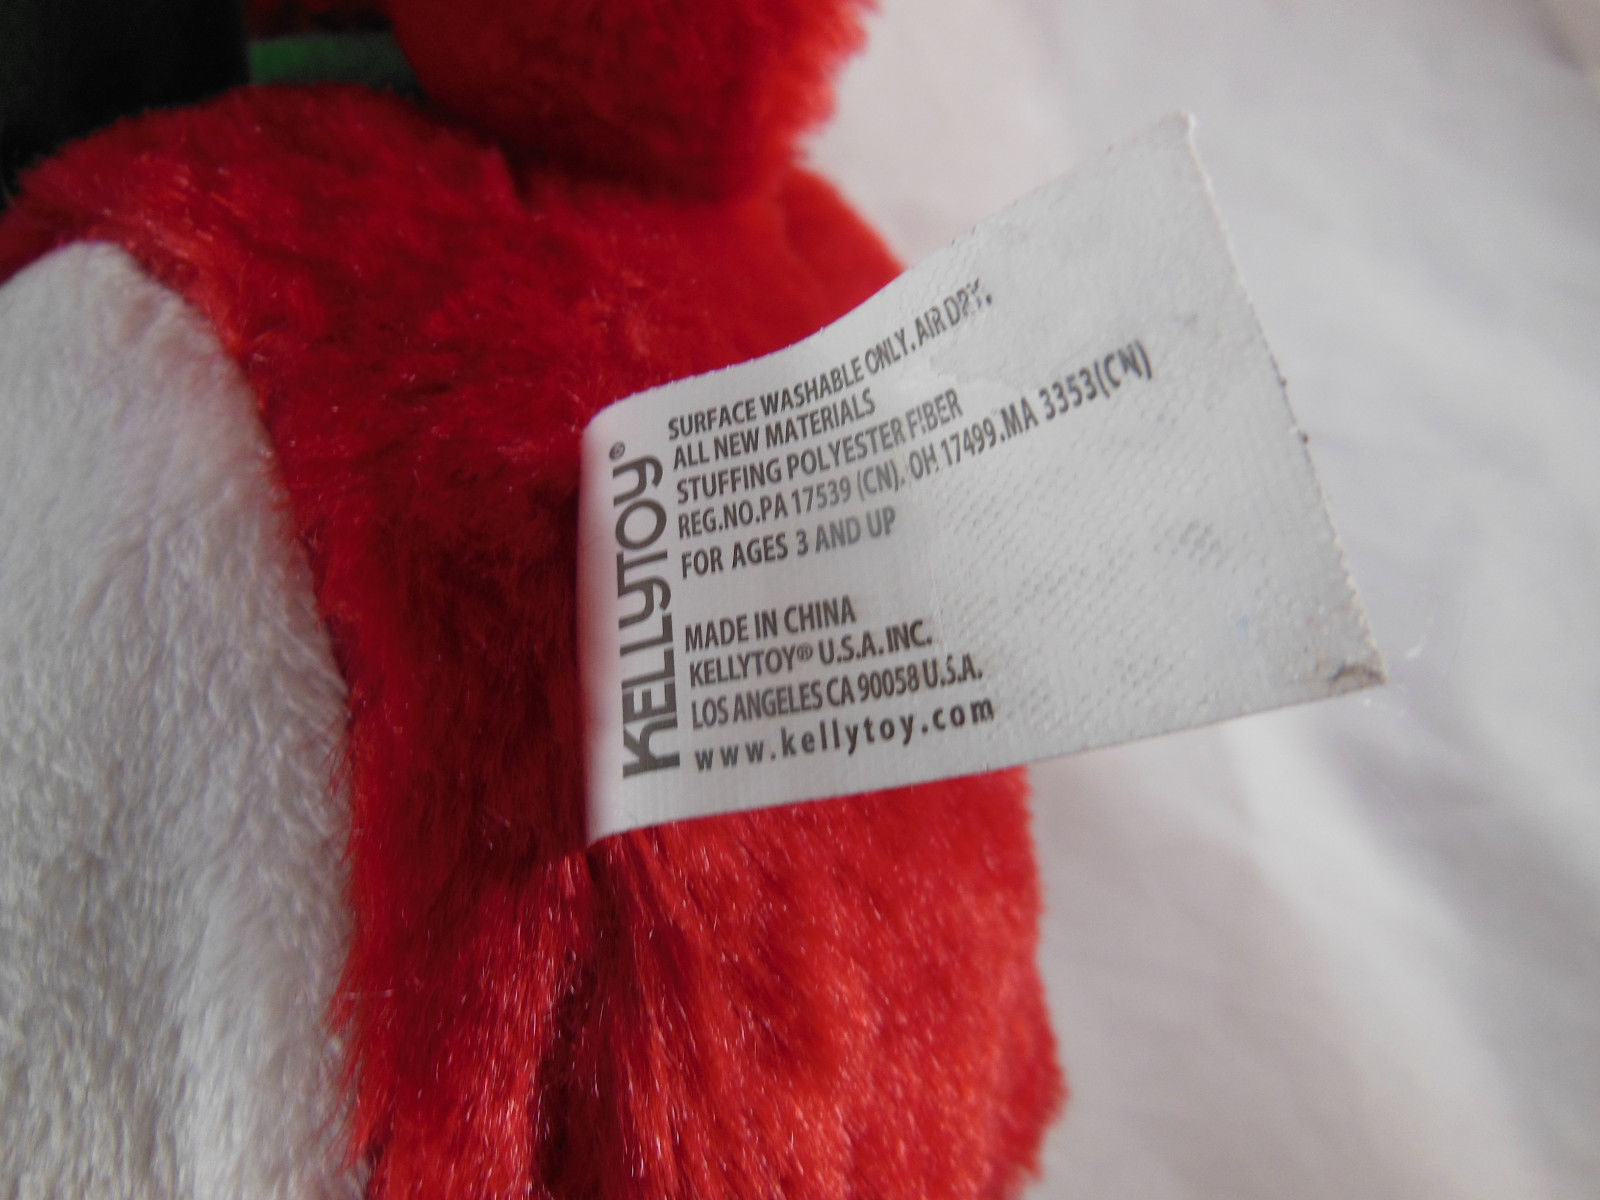 KELLYTOY®
SURFACE WASHABLE ONLY. AIR DRY.
ALL NEW MATERIALS
STUFFING POLYESTER FIBER
REG.NO.PA 17539 (CN). OH 17499.MA 3353(CN)
FOR AGES 3 AND UP
MADE IN CHINA
KELLYTOY® U.S.A. INC.
LOS ANGELES CA 90058 U.S.A.
www.kellytoy.com